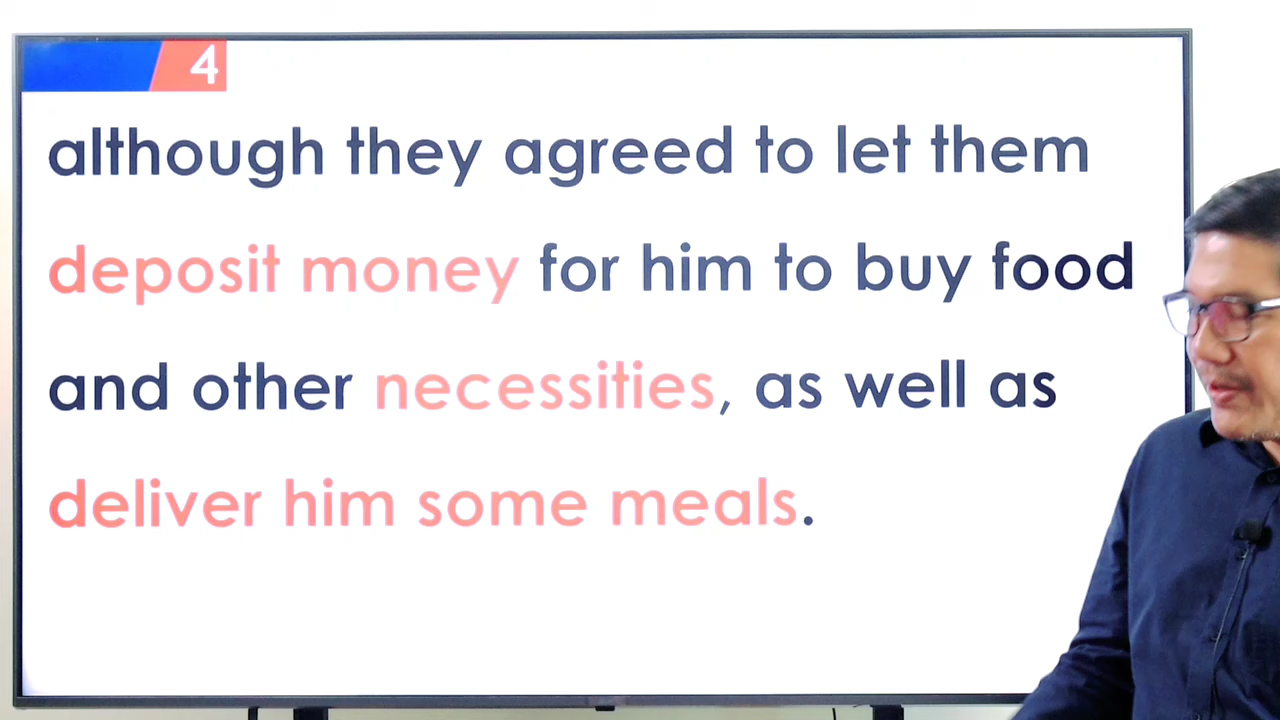 4
although they agreed to let them
deposit money for him to buy food
and other necessities, as well as
deliver him some meals.